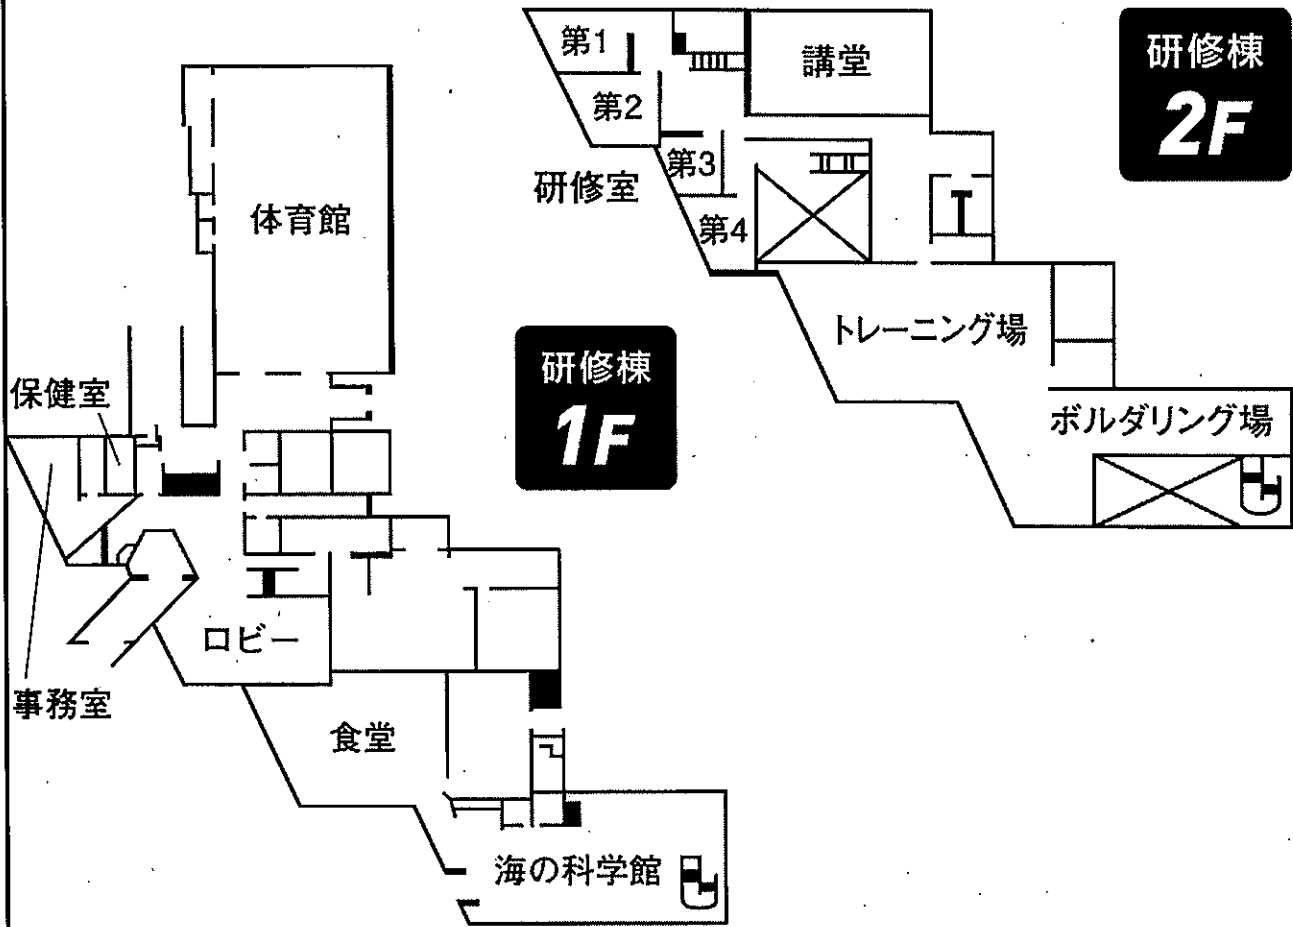 研修棟
2F
第1
第2
第3
第4
研修室
講堂
トレーニング場
ボルダリング場
研修棟
1F
体育館
保健室
事務室
ロビー
食堂
海の科学館